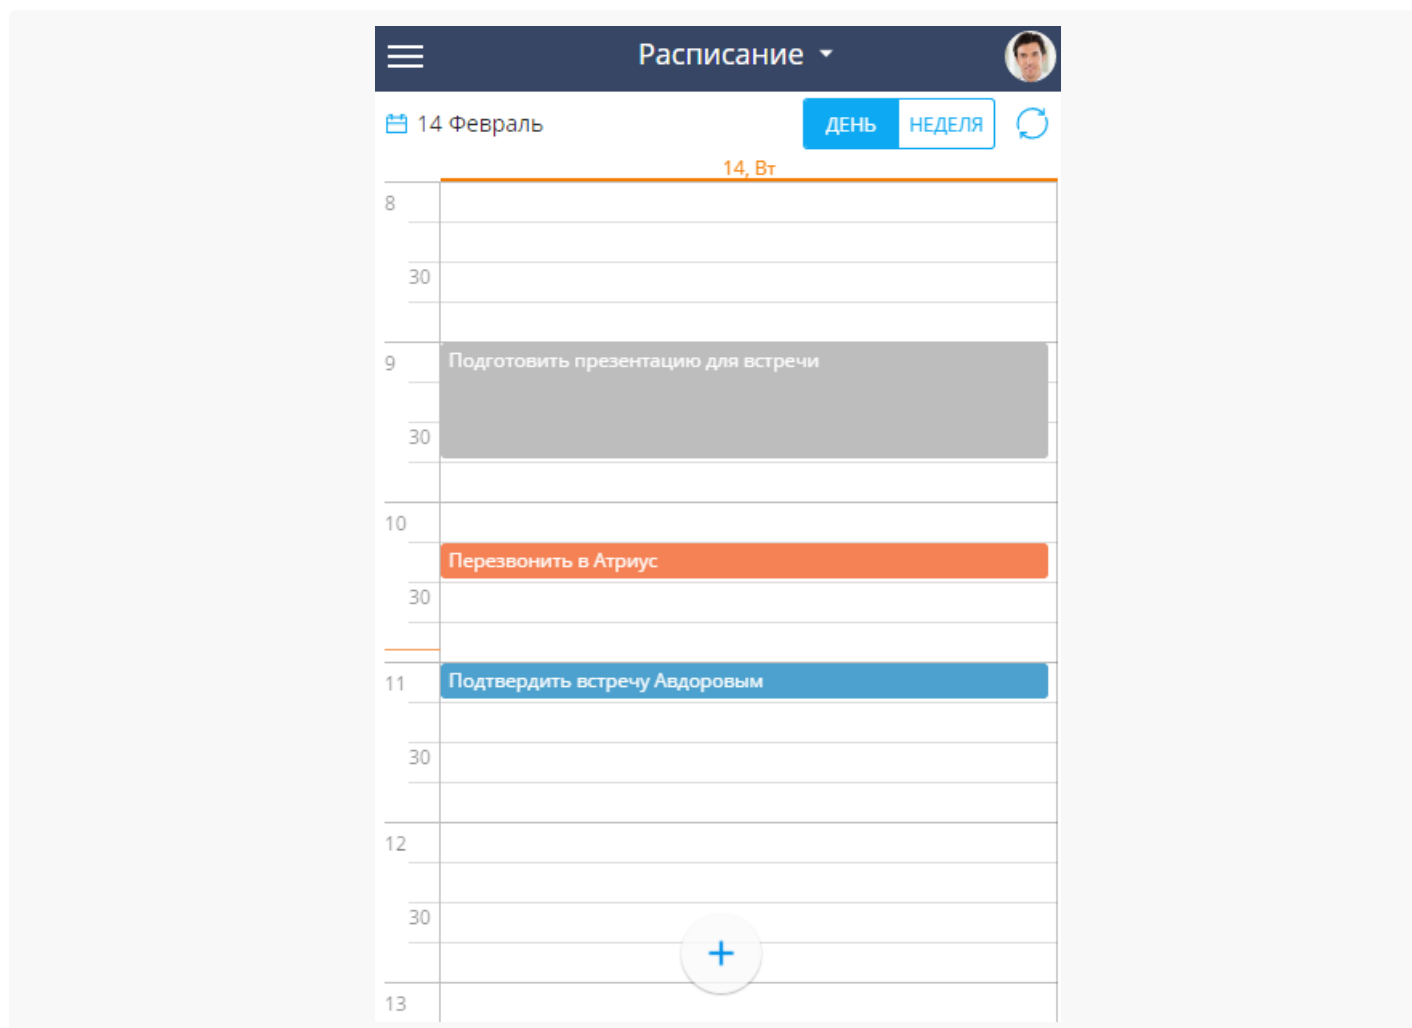 Расписание
14 Февраль
ДЕНЬ НЕДЕЛЯ
14, Вт
8
30
9 Подготовить презентацию для встречи
30
10
Перезвонить в Атриус
30
11 Подтвердить встречу Авдоровым
30
12
30
+
13